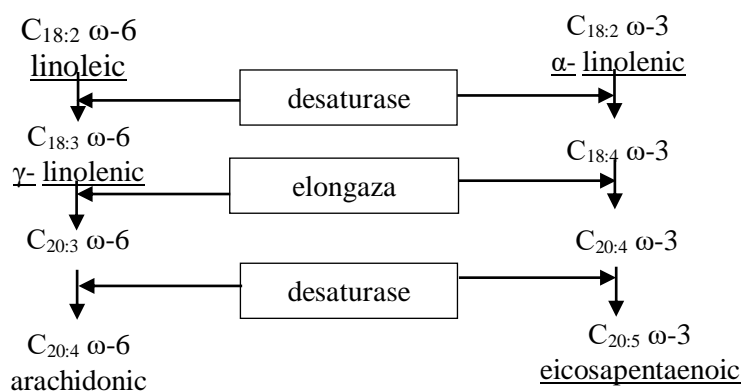 C18:2 ω-6
linoleic
C18:2 ω-3
α- linolenic
desaturase
C18:3 ω-6
γ- linolenic
C18:4 ω-3
elongaza
C20:3 ω-6
C20:4 ω-3
desaturase
C20:4 ω-6
arachidonic
C20:5 ω-3
eicosapentaenoic